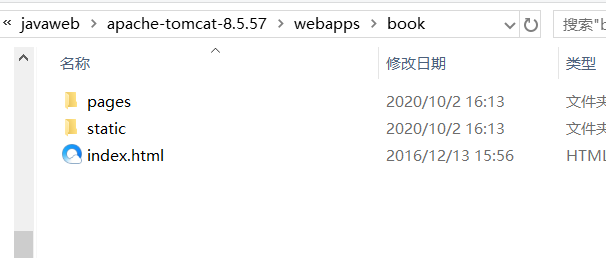 « javaweb > apache-tomcat-8.5.57 > webapps > book 搜索"b
名称 修改日期 类型
pages 2020/10/2 16:13 文件夹
static 2020/10/2 16:13 文件夹
index.html 2016/12/13 15:56 HTML